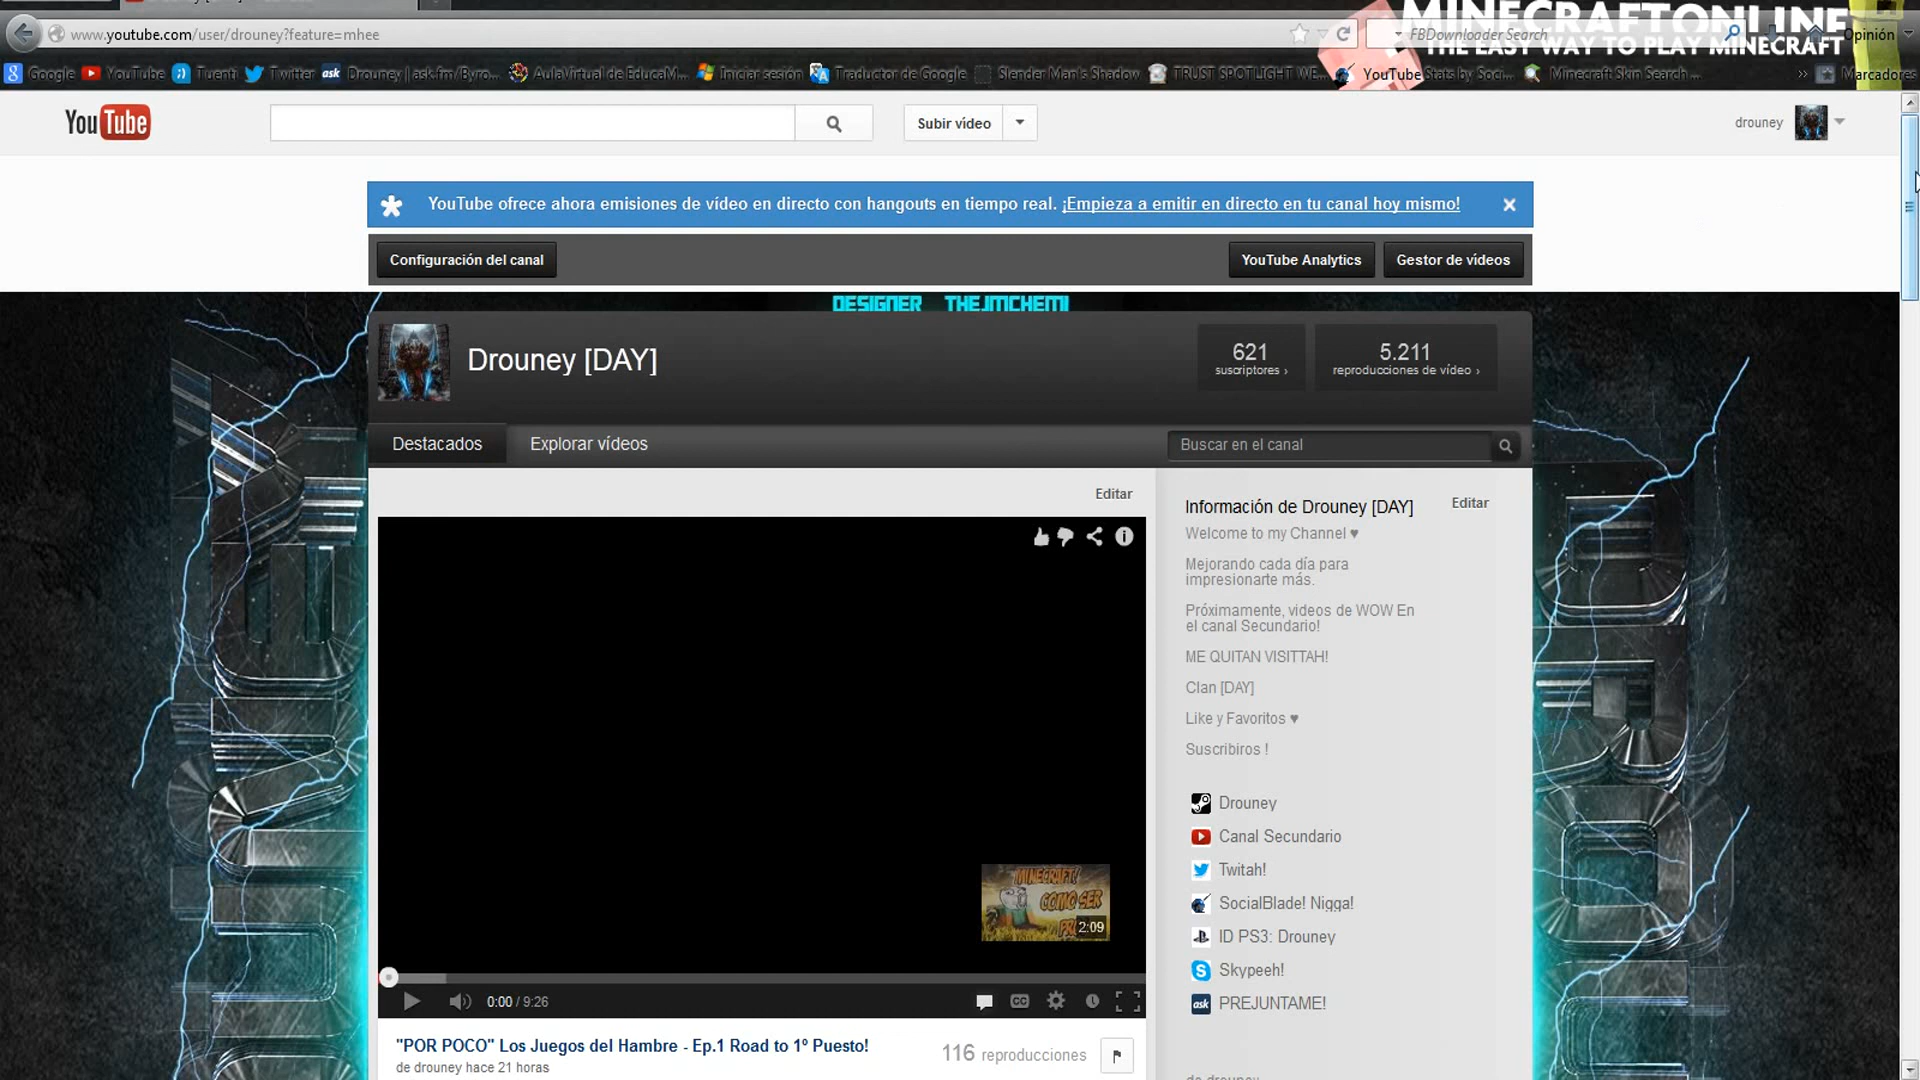 MINECRAFTONLINE
THE EASY WAY TO PLAY MINECRAFT
www.youtube.com/user/drouney?feature=mhee
FBDownloader Search
Opinión
Google YouTube Tuenti Twitter Drouney | ask.fm/Byro... AulaVirtual de EducaM... Iniciar sesión Traductor de Google Slender Man's Shadow TRUST SPOTLIGHT WE... YouTube Stats by Soci... Minecraft Skin Search ... » Marcadores
YouTube
Subir vídeo
drouney
YouTube ofrece ahora emisiones de vídeo en directo con hangouts en tiempo real. ¡Empieza a emitir en directo en tu canal hoy mismo!
Configuración del canal
YouTube Analytics
Gestor de vídeos
DESIGNER THEJMCHEMI
Drouney [DAY]
621
suscriptores ›
5.211
reproducciones de vídeo ›
Destacados
Explorar vídeos
Buscar en el canal
Editar
Información de Drouney [DAY]
Editar
Welcome to my Channel ♥
Mejorando cada día para
impresionarte más.
Próximamente, videos de WOW En
el canal Secundario!
ME QUITAN VISITTAH!
Clan [DAY]
Like y Favoritos ♥
Suscribiros !
Drouney
Canal Secundario
Twitah!
SocialBlade! Nigga!
ID PS3: Drouney
Skypeeh!
ask PREJUNTAME!
MINECRAFT!
COMO SER
2:09
0:00 / 9:26
CC
"POR POCO" Los Juegos del Hambre - Ep.1 Road to 1º Puesto!
de drouney hace 21 horas
116 reproducciones
de drouney